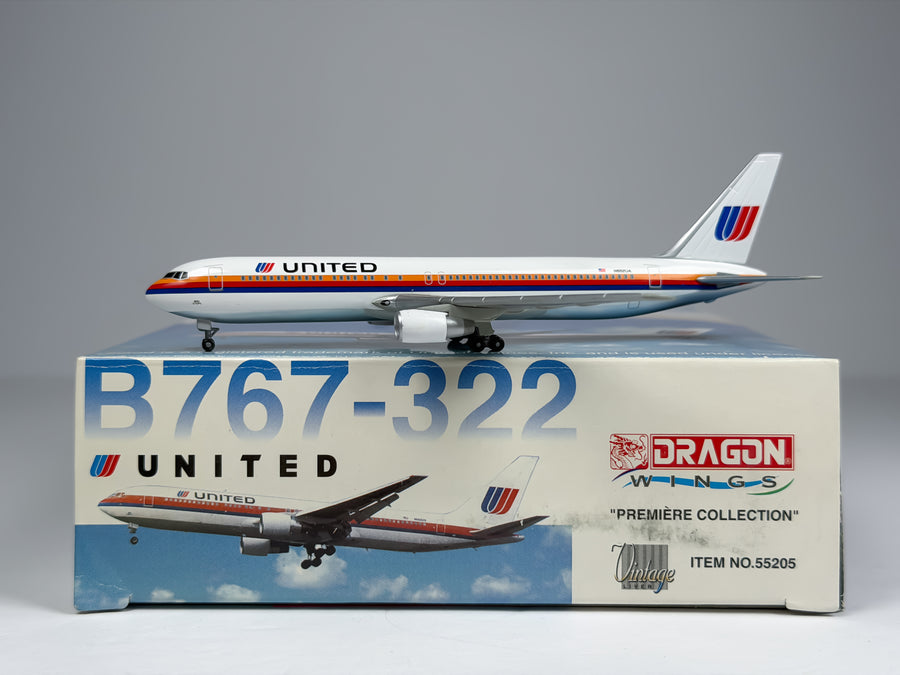 UNITED
B767-322
UNITED
UNITED
DRAGON
WINGS
"PREMIÈRE COLLECTION"
Vintage
ITEM NO.55205